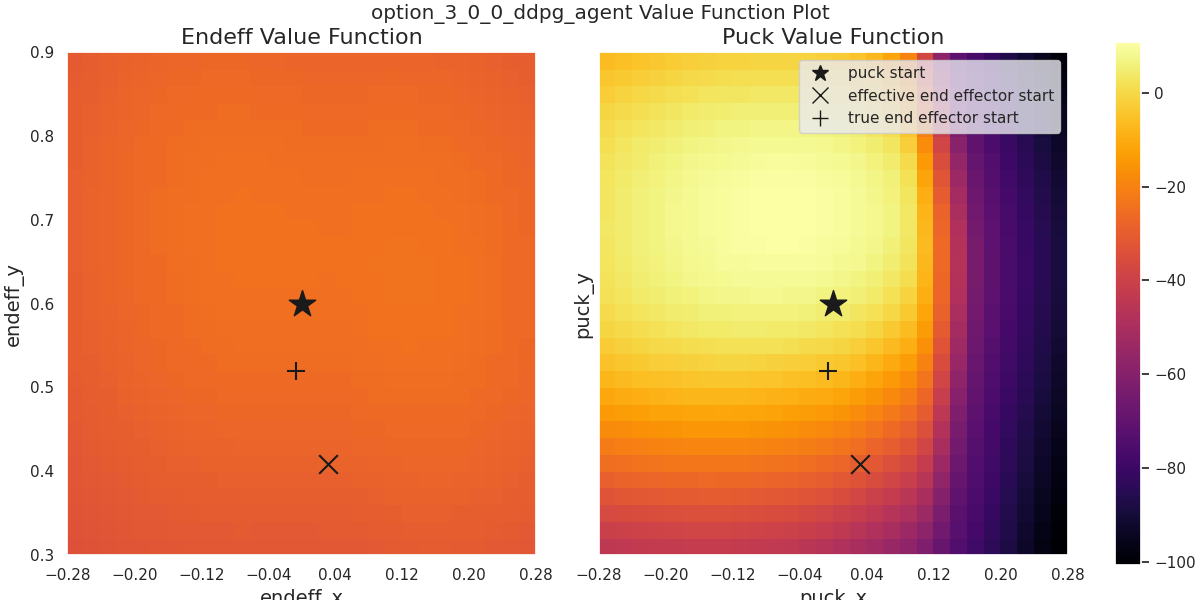 option_3_0_0_ddpg_agent Value Function Plot
Endeff Value Function
Puck Value Function
puck start
effective end effector start
true end effector start
0.9
0.8
0.7
0.6
0.5
0.4
0.3
endeff_y
−0.28 −0.20 −0.12 −0.04 0.04 0.12 0.20 0.28
endeff_x
puck_y
−0.28 −0.20 −0.12 −0.04 0.04 0.12 0.20 0.28
puck_x
0
−20
−40
−60
−80
−100